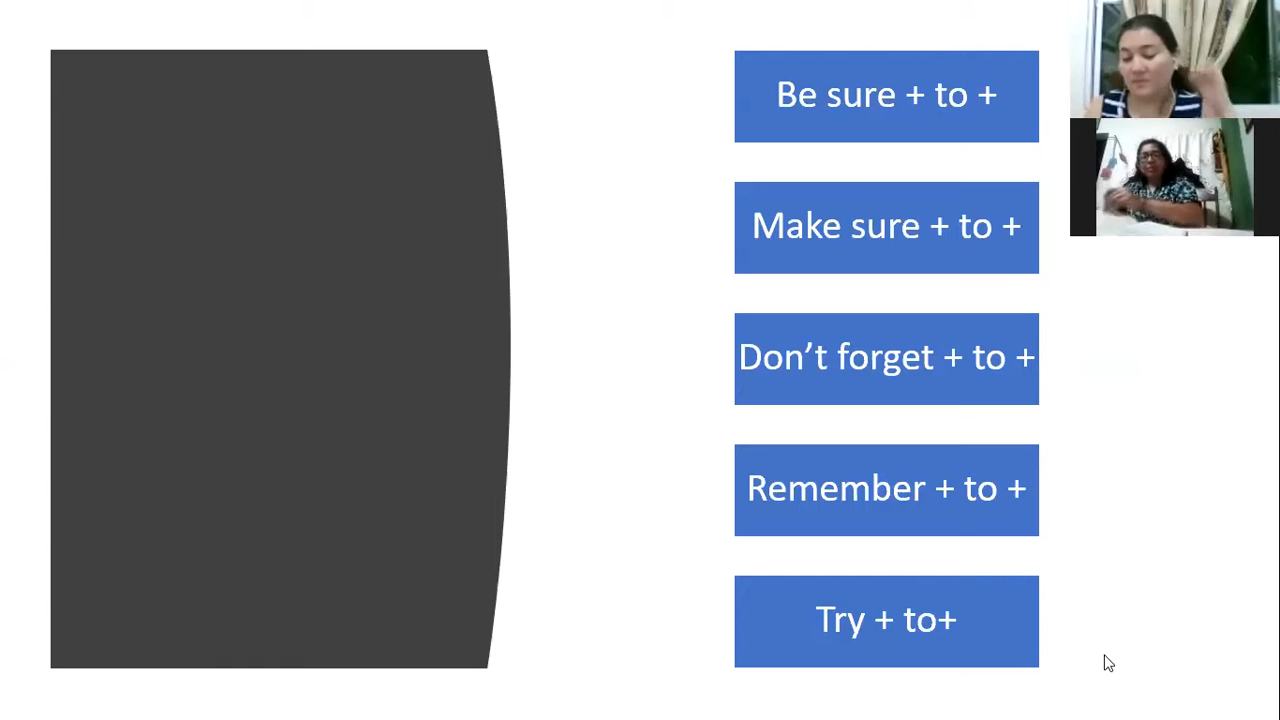 Be sure + to +
Make sure + to +
Don’t forget + to +
Remember + to +
Try + to+